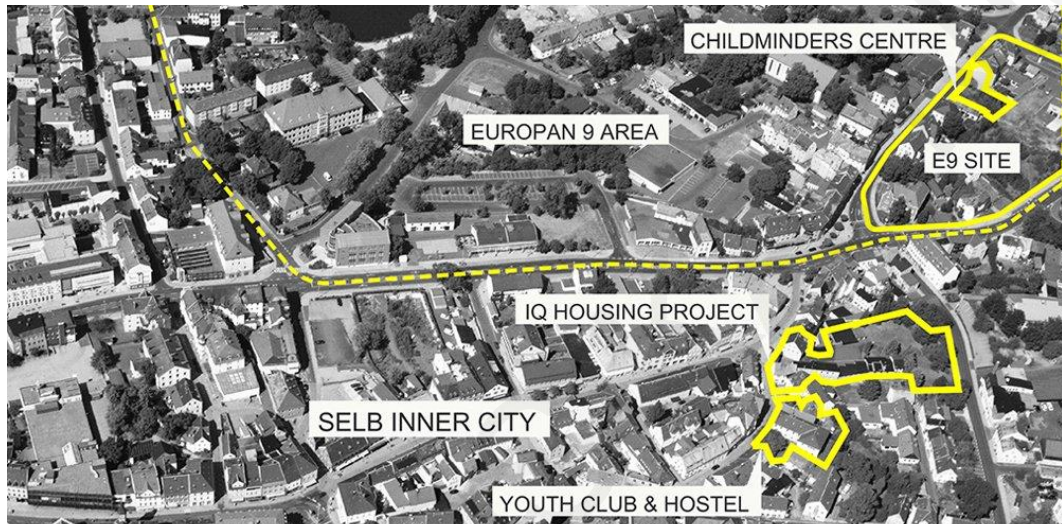 CHILDMINDERS CENTRE
EUROPAN 9 AREA
E9 SITE
IQ HOUSING PROJECT
SELB INNER CITY
YOUTH CLUB & HOSTEL